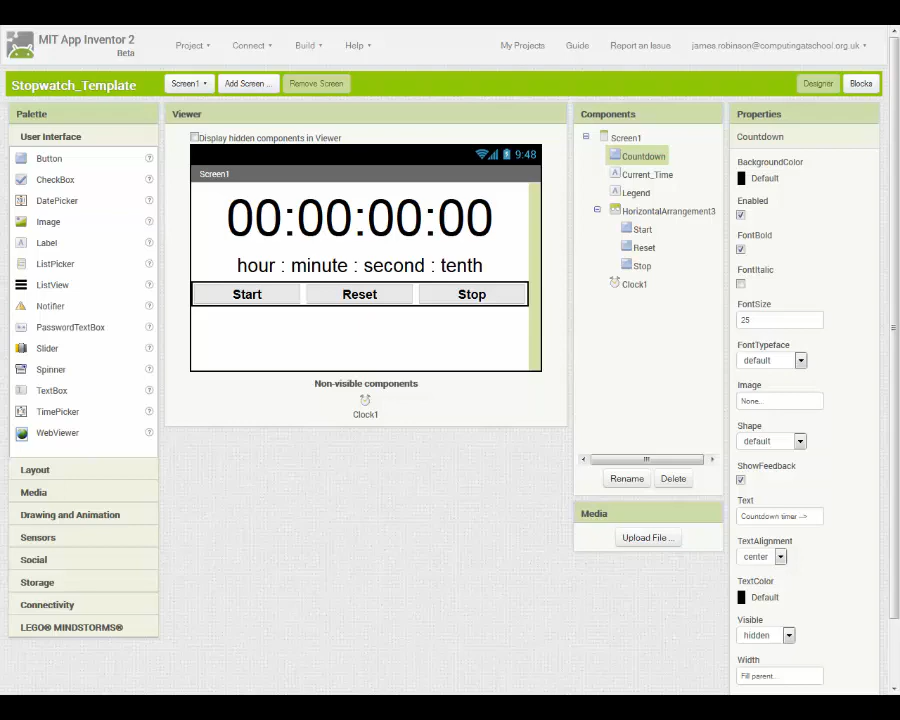 MIT App Inventor 2
Beta
Project Connect Build Help My Projects Guide Report an Issue james.robinson@computingatschool.org.uk
Stopwatch_Template Screen1 Add Screen ... Remove Screen Designer Blocks
Palette
User Interface
Button
CheckBox
DatePicker
Image
Label
ListPicker
ListView
Notifier
PasswordTextBox
Slider
Spinner
TextBox
TimePicker
WebViewer
Layout
Media
Drawing and Animation
Sensors
Social
Storage
Connectivity
LEGO® MINDSTORMS®
Viewer
Display hidden components in Viewer
9:48
Screen1
00:00:00:00
hour : minute : second : tenth
Start Reset Stop
Non-visible components
Clock1
Components
Screen1
Countdown
Current_Time
Legend
HorizontalArrangement3
Start
Reset
Stop
Clock1
Rename Delete
Media
Upload File ...
Properties
Countdown
BackgroundColor
Default
Enabled
FontBold
FontItalic
FontSize
25
FontTypeface
default
Image
None...
Shape
default
ShowFeedback
Text
Countdown timer -->
TextAlignment
center
TextColor
Default
Visible
hidden
Width
Fill parent...